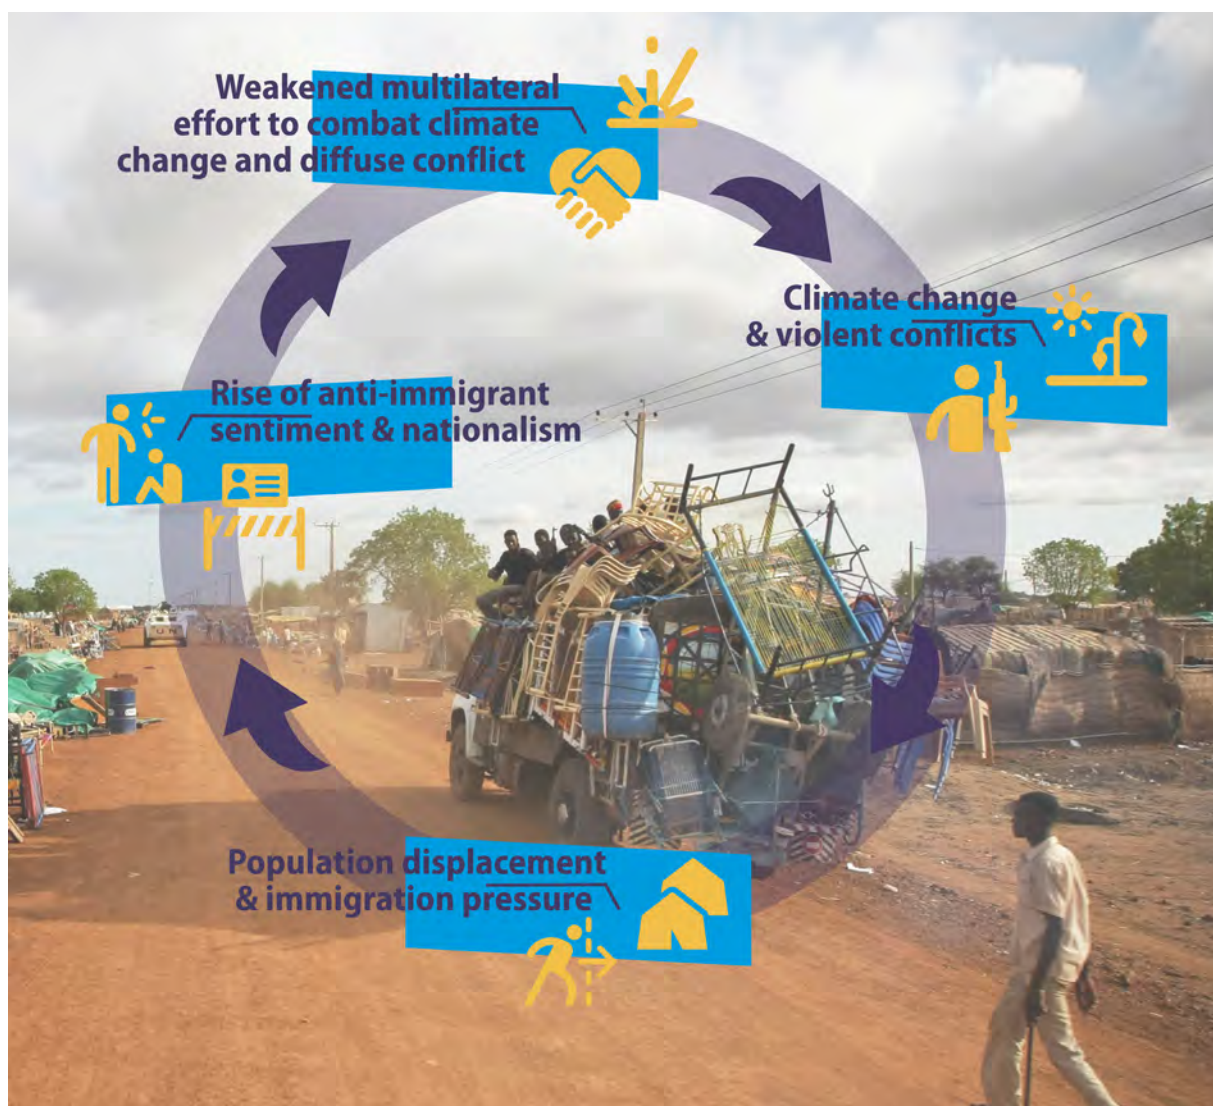 Weakened multilateral
effort to combat climate
change and diffuse conflict
Climate change
& violent conflicts
Rise of anti-immigrant
sentiment & nationalism
UN
Population displacement
& immigration pressure